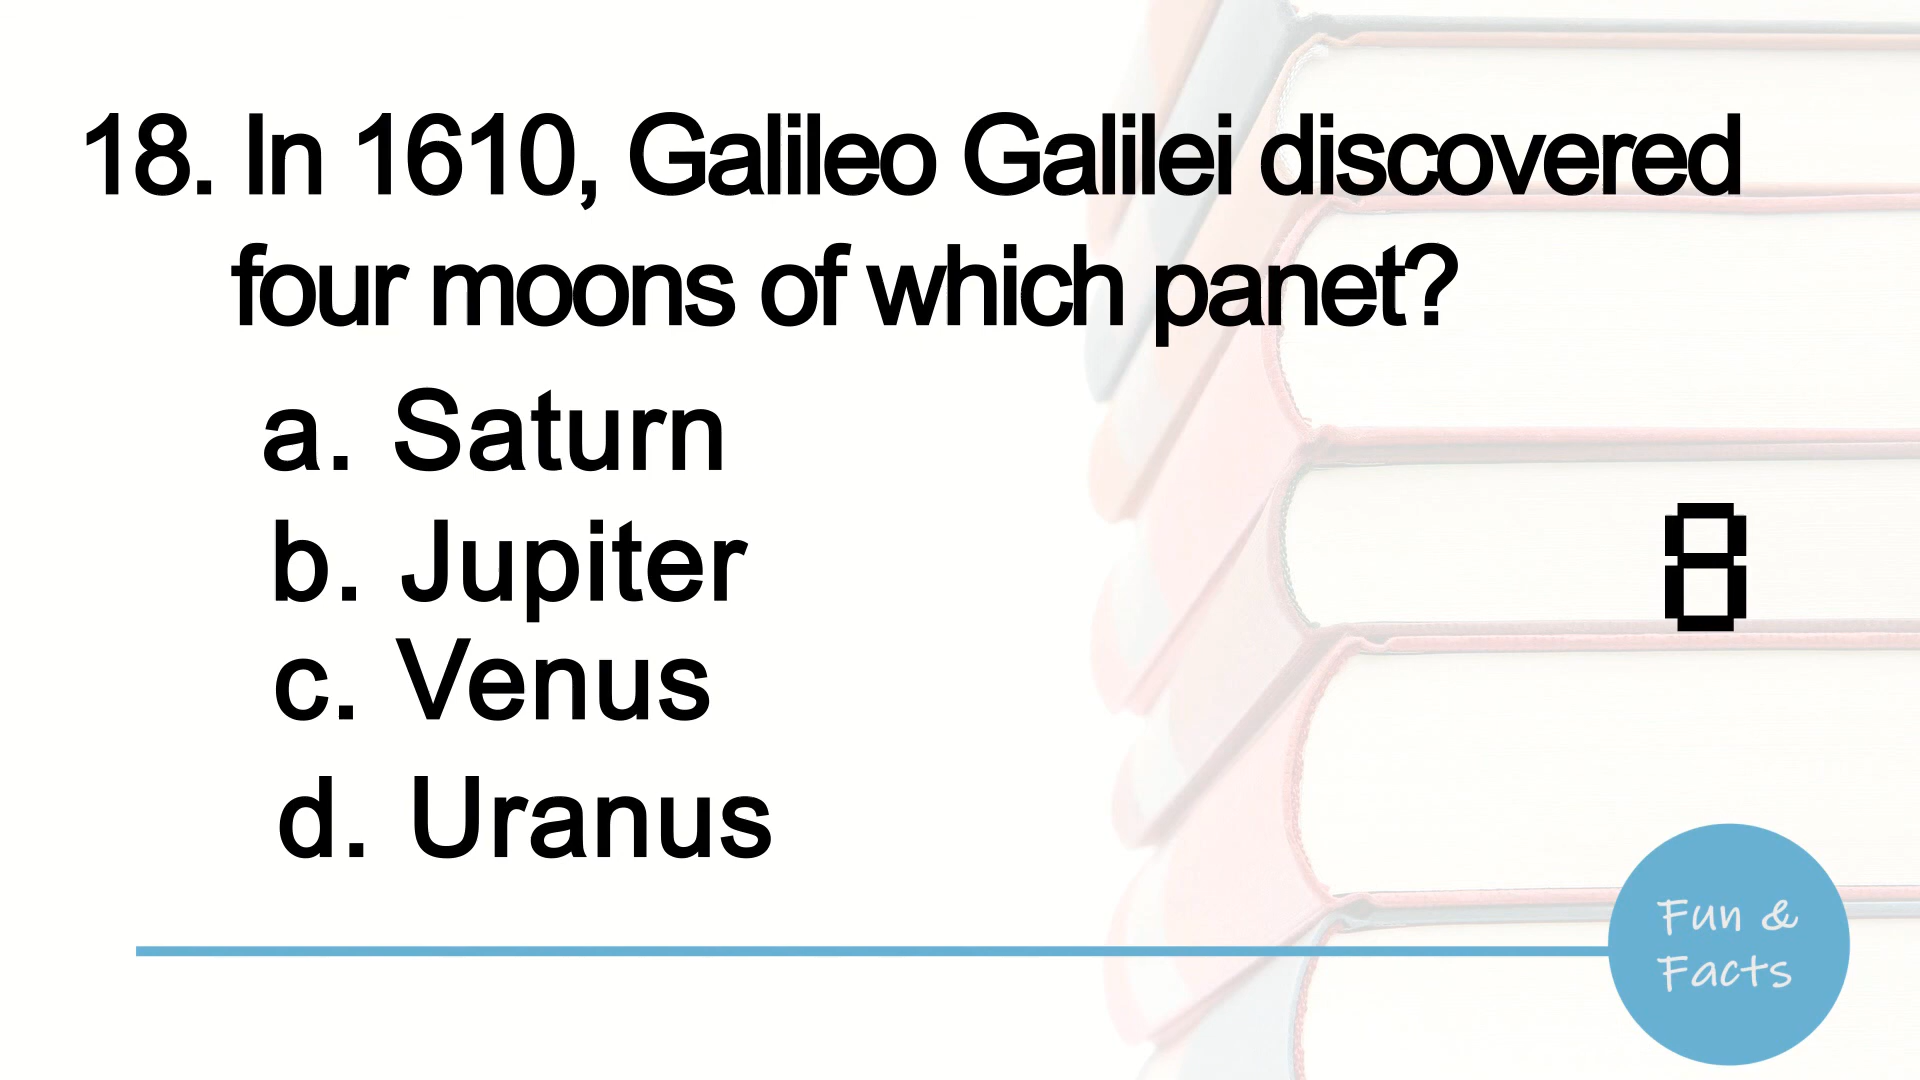 18. In 1610, Galileo Galilei discovered
four moons of which panet?
a. Saturn
b. Jupiter
8
c. Venus
d. Uranus
Fun &
Facts